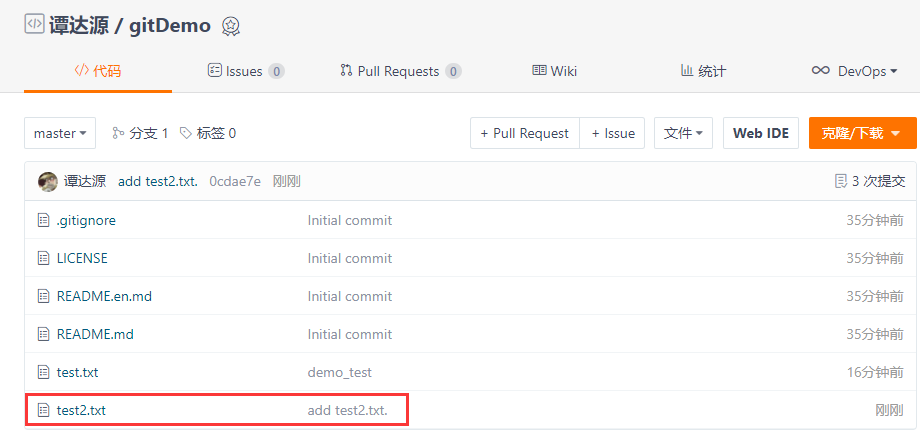 谭达源 / gitDemo
代码 Issues 0 Pull Requests 0 Wiki 统计 DevOps
master 分支 1 标签 0 + Pull Request + Issue 文件 Web IDE 克隆/下载
谭达源 add test2.txt. 0cdae7e 刚刚 3 次提交
.gitignore Initial commit 35分钟前
LICENSE Initial commit 35分钟前
README.en.md Initial commit 35分钟前
README.md Initial commit 35分钟前
test.txt demo_test 16分钟前
test2.txt add test2.txt. 刚刚